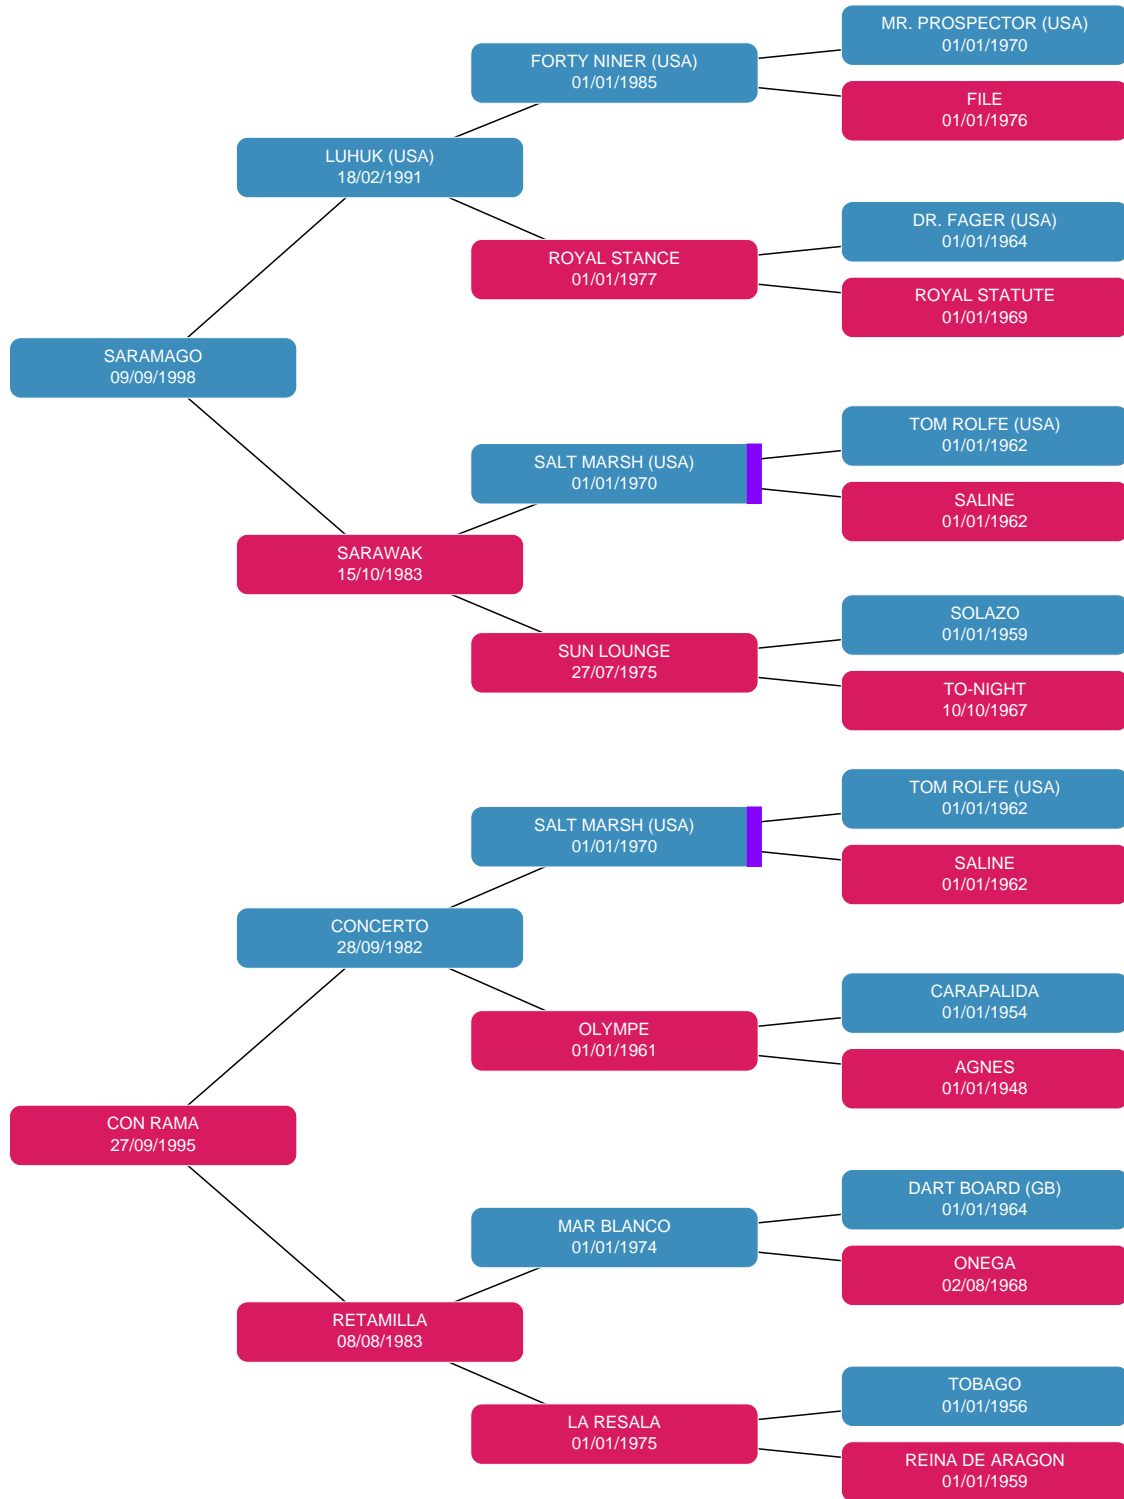 MR. PROSPECTOR (USA)
01/01/1970
FORTY NINER (USA)
01/01/1985
FILE
01/01/1976
LUHUK (USA)
18/02/1991
DR. FAGER (USA)
01/01/1964
ROYAL STANCE
01/01/1977
ROYAL STATUTE
01/01/1969
SARAMAGO
09/09/1998
TOM ROLFE (USA)
01/01/1962
SALT MARSH (USA)
01/01/1970
SALINE
01/01/1962
SARAWAK
15/10/1983
SOLAZO
01/01/1959
SUN LOUNGE
27/07/1975
TO-NIGHT
10/10/1967
TOM ROLFE (USA)
01/01/1962
SALT MARSH (USA)
01/01/1970
SALINE
01/01/1962
CONCERTO
28/09/1982
CARAPALIDA
01/01/1954
OLYMPE
01/01/1961
AGNES
01/01/1948
CON RAMA
27/09/1995
DART BOARD (GB)
01/01/1964
MAR BLANCO
01/01/1974
ONEGA
02/08/1968
RETAMILLA
08/08/1983
TOBAGO
01/01/1956
LA RESALA
01/01/1975
REINA DE ARAGON
01/01/1959